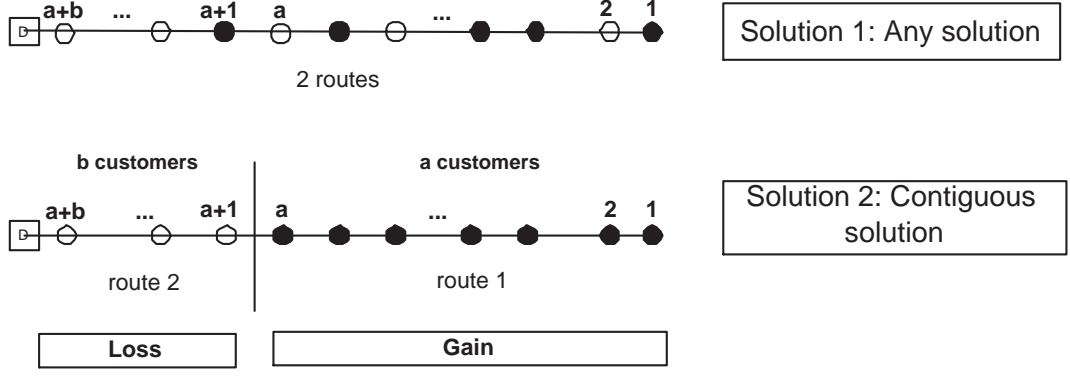 a+b ... a+1 a ... 2 1
D
Solution 1: Any solution
2 routes
b customers a customers
a+b ... a+1 a ... 2 1
D
Solution 2: Contiguous
solution
route 2 route 1
Loss Gain